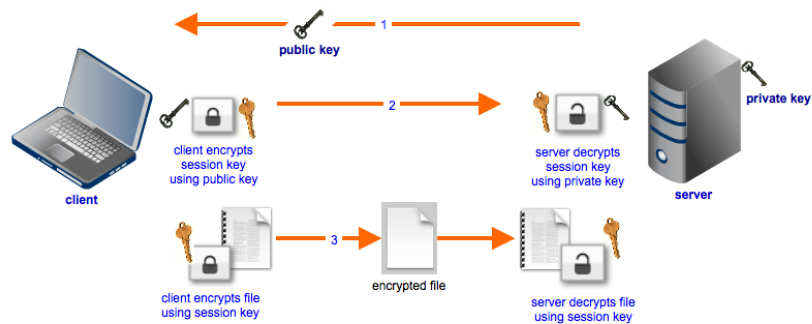 1
public key
private key
2
client encrypts
session key
using public key
server decrypts
session key
using private key
client
server
3
encrypted file
client encrypts file
using session key
server decrypts file
using session key